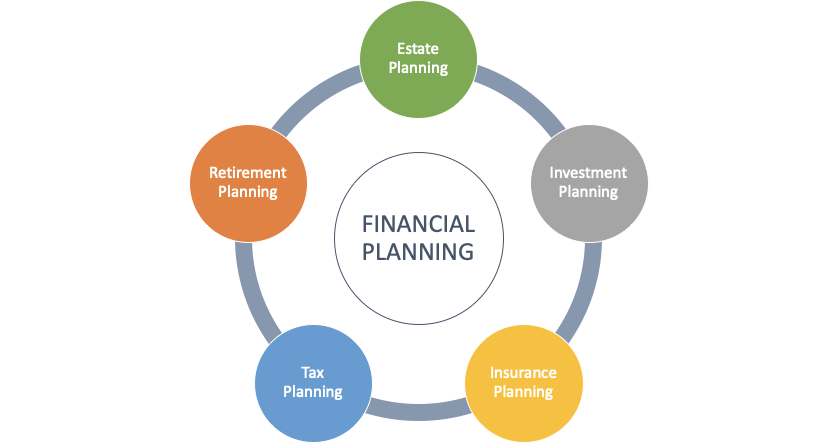 Estate
Planning
Investment
Planning
Insurance
Planning
Tax
Planning
Retirement
Planning
FINANCIAL
PLANNING